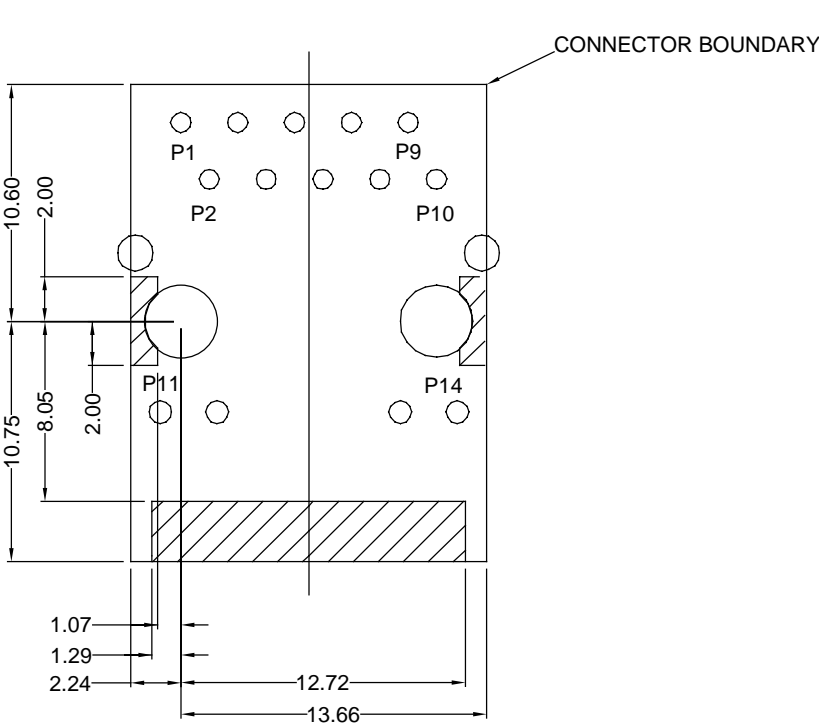 CONNECTOR BOUNDARY
P1
P9
P2
P10
10.60
2.00
P11
P14
10.75
8.05
2.00
1.07
1.29
2.24
12.72
13.66